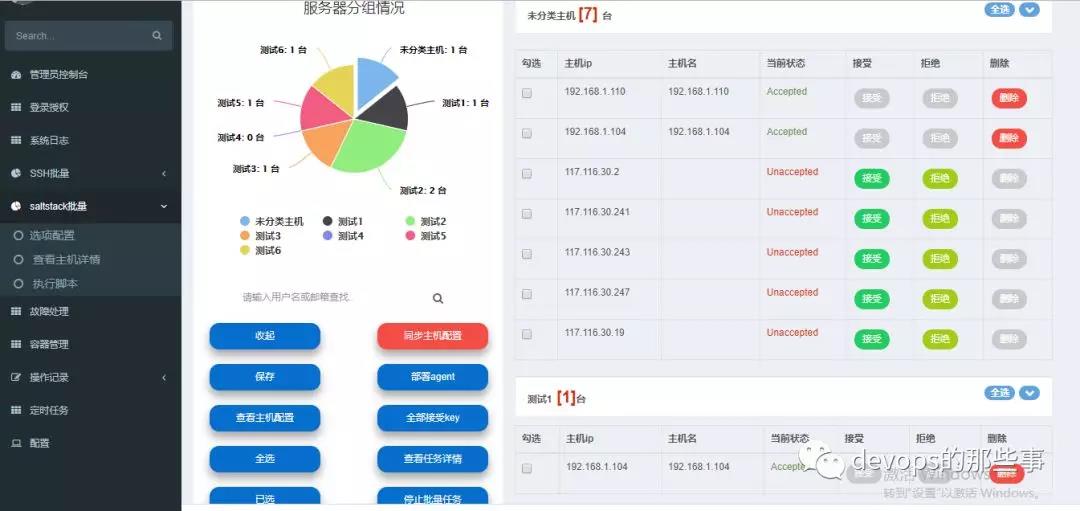 Search...
管理员控制台
登录授权
系统日志
SSH批量
saltstack批量
选项配置
查看主机详情
执行脚本
故障处理
容器管理
操作记录
定时任务
配置
服务器分组情况
测试6: 1 台
未分类主机: 1 台
测试5: 1 台
测试1: 1 台
测试4: 0 台
测试3: 1 台
测试2: 2 台
未分类主机 测试1 测试2
测试3 测试4 测试5
测试6
请输入用户名或邮箱查找
收起 同步主机配置
保存 部署agent
查看主机配置 全部接受key
全选 查看任务详情
已选 停止批量任务
未分类主机 [7] 台 全选
勾选 主机ip 主机名 当前状态 接受 拒绝 删除
192.168.1.110 192.168.1.110 Accepted 接受 拒绝 删除
192.168.1.104 192.168.1.104 Accepted 接受 拒绝 删除
117.116.30.2 Unaccepted 接受 拒绝 删除
117.116.30.241 Unaccepted 接受 拒绝 删除
117.116.30.243 Unaccepted 接受 拒绝 删除
117.116.30.247 Unaccepted 接受 拒绝 删除
117.116.30.19 Unaccepted 接受 拒绝 删除
测试1 [1]台 全选
勾选 主机ip 主机名 当前状态 接受 拒绝 删除
192.168.1.104 192.168.1.104 Accepte 删除
devops的那些事
激活 Windows
转到"设置"以激活 Windows。